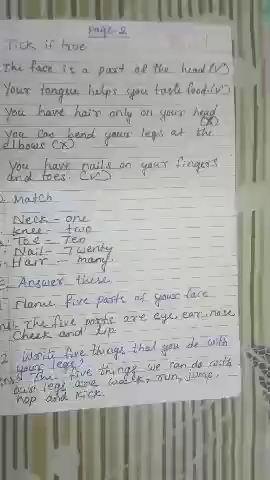 Page-2
Tick if true
The face is a part of the head (✓)
Your tongue helps you taste food (✓)
You have hair only on your head
(x)
You can bend your legs at the
elbows (x)
You have nails on your fingers
and toes. (✓)
Match
Neck - one
knee - two
Toe - Ten
Nail - Twenty
Hair - many
Answer these
Name five parts of your face
The five parts are eye, ear, nose
cheek and lip
2 Write five things that you do with
your legs?
five things we can do with
our legs are walk, run, jump,
hop and kick.